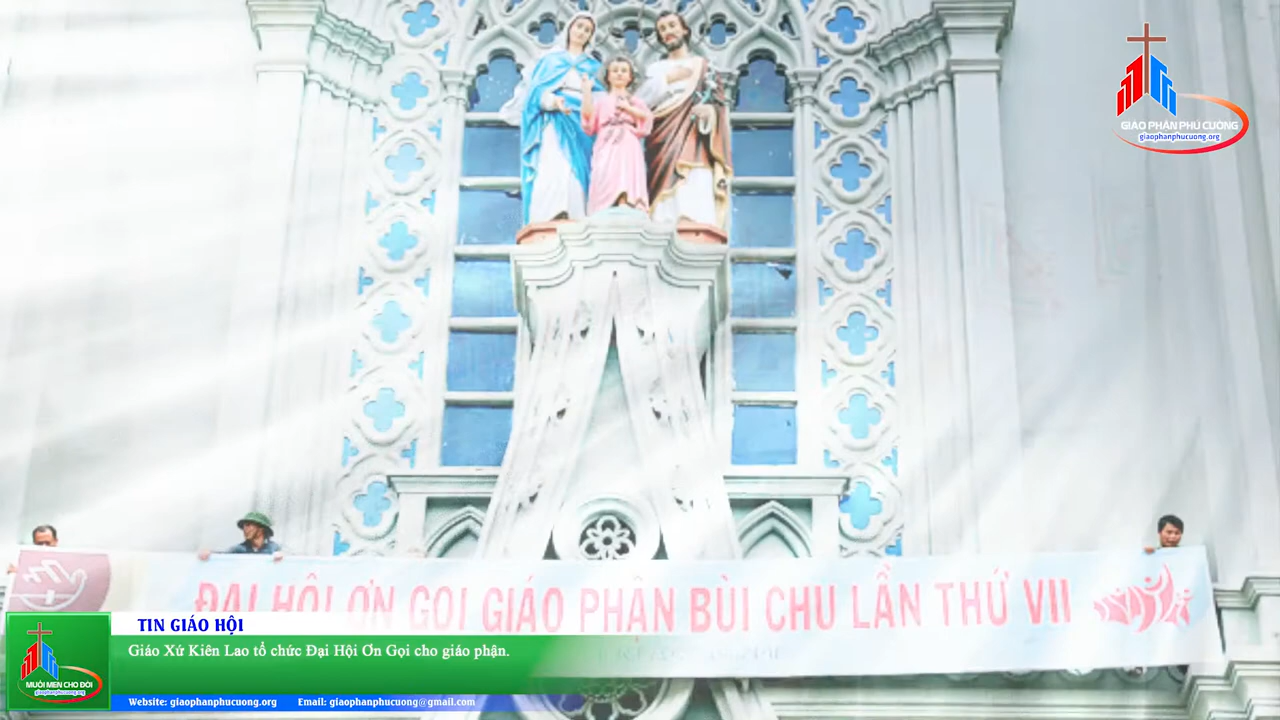 GIÁO PHẬN PHÚ CƯỜNG
giaophanphucuong.org
ĐẠI HỘI ƠN GỌI GIÁO PHẬN BÙI CHU LẦN THỨ VII
TIN GIÁO HỘI
Giáo Xứ Kiên Lao tổ chức Đại Hội Ơn Gọi cho giáo phận.
MUỐI MEN CHO ĐỜI
giaophanphucuong.org
Website: giaophanphucuong.org Email: giaophanphucuong@gmail.com